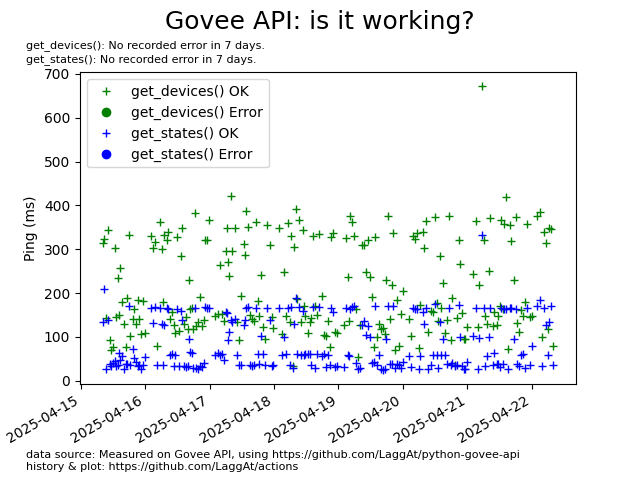 Govee API: is it working?
get_devices(): No recorded error in 7 days.
get_states(): No recorded error in 7 days.
700
600
500
400
300
200
100
0
Ping (ms)
get_devices() OK
get_devices() Error
get_states() OK
get_states() Error
2025-04-15
2025-04-16
2025-04-17
2025-04-18
2025-04-19
2025-04-20
2025-04-21
2025-04-22
data source: Measured on Govee API, using https://github.com/LaggAt/python-govee-api
history & plot: https://github.com/LaggAt/actions